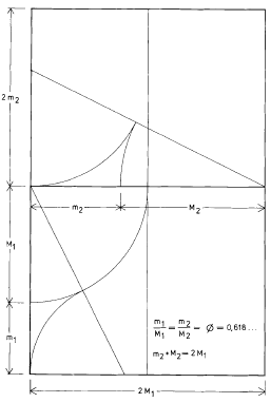 2 m₂
m₂
M₂
M₁
m₁/M₁ = m₂/M₂ = Ø = 0,618 ...
m₂ + M₂ = 2 M₁
m₁
2 M₁